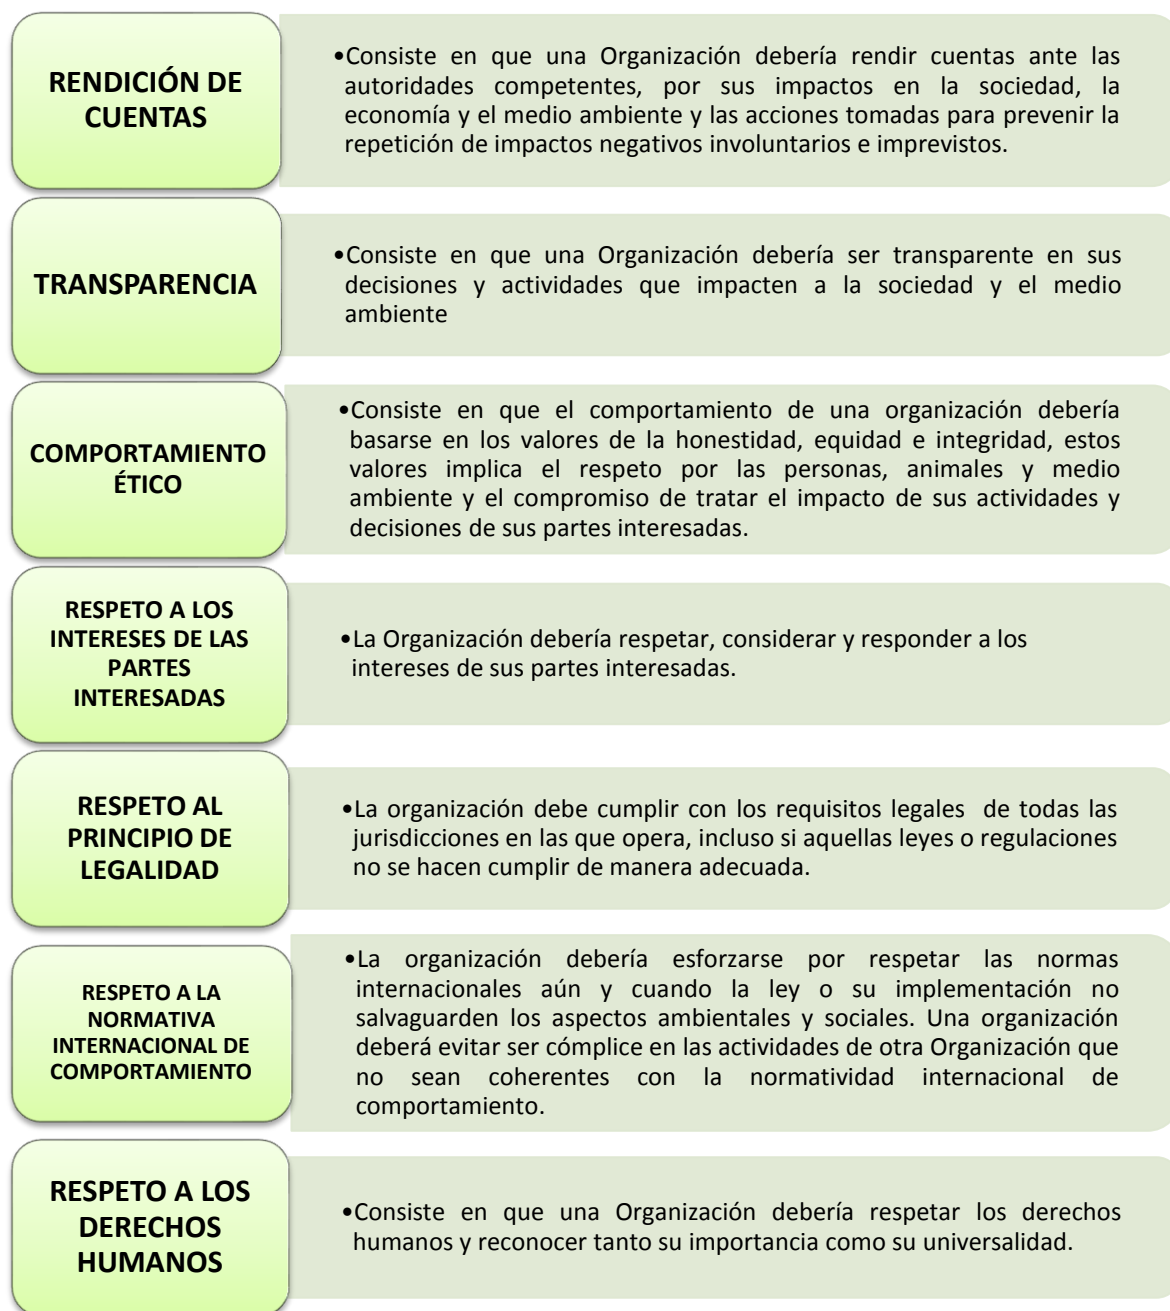 RENDICIÓN DE
CUENTAS
•Consiste en que una Organización debería rendir cuentas ante las
autoridades competentes, por sus impactos en la sociedad, la
economía y el medio ambiente y las acciones tomadas para prevenir la
repetición de impactos negativos involuntarios e imprevistos.
TRANSPARENCIA
•Consiste en que una Organización debería ser transparente en sus
decisiones y actividades que impacten a la sociedad y el medio
ambiente
COMPORTAMIENTO
ÉTICO
•Consiste en que el comportamiento de una organización debería
basarse en los valores de la honestidad, equidad e integridad, estos
valores implica el respeto por las personas, animales y medio
ambiente y el compromiso de tratar el impacto de sus actividades y
decisiones de sus partes interesadas.
RESPETO A LOS
INTERESES DE LAS
PARTES
INTERESADAS
•La Organización debería respetar, considerar y responder a los
intereses de sus partes interesadas.
RESPETO AL
PRINCIPIO DE
LEGALIDAD
•La organización debe cumplir con los requisitos legales de todas las
jurisdicciones en las que opera, incluso si aquellas leyes o regulaciones
no se hacen cumplir de manera adecuada.
RESPETO A LA
NORMATIVA
INTERNACIONAL DE
COMPORTAMIENTO
•La organización debería esforzarse por respetar las normas
internacionales aún y cuando la ley o su implementación no
salvaguarden los aspectos ambientales y sociales. Una organización
deberá evitar ser cómplice en las actividades de otra Organización que
no sean coherentes con la normatividad internacional de
comportamiento.
RESPETO A LOS
DERECHOS
HUMANOS
•Consiste en que una Organización debería respetar los derechos
humanos y reconocer tanto su importancia como su universalidad.